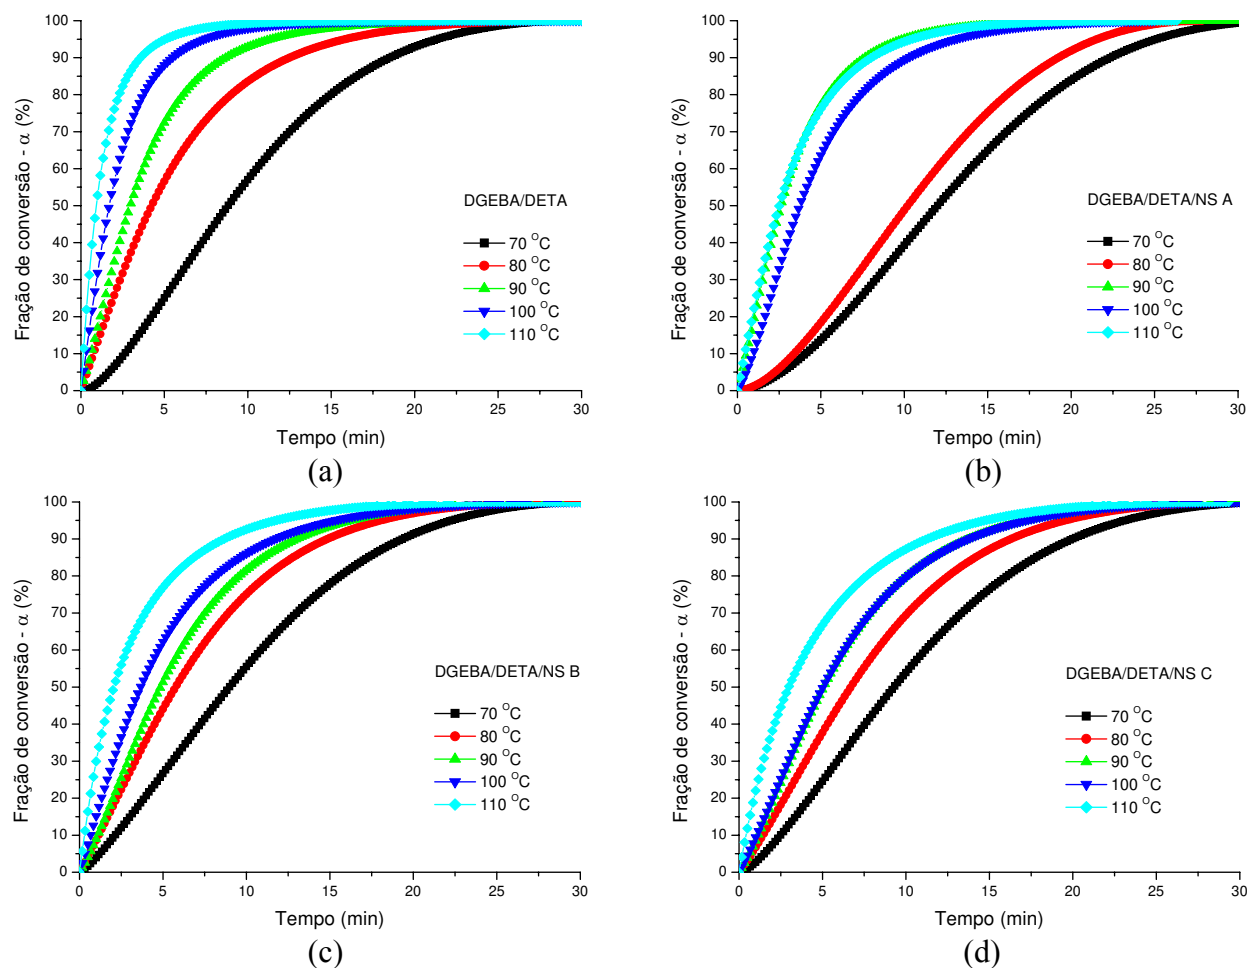 100
90
80
70
60
50
40
30
20
10
0
Fração de conversão - α (%)
DGEBA/DETA
70 °C
80 °C
90 °C
100 °C
110 °C
0 5 10 15 20 25 30
Tempo (min)
(a)
100
90
80
70
60
50
40
30
20
10
0
Fração de conversão - α (%)
DGEBA/DETA/NS A
70 °C
80 °C
90 °C
100 °C
110 °C
0 5 10 15 20 25 30
Tempo (min)
(b)
100
90
80
70
60
50
40
30
20
10
0
Fração de conversão - α (%)
DGEBA/DETA/NS B
70 °C
80 °C
90 °C
100 °C
110 °C
0 5 10 15 20 25 30
Tempo (min)
(c)
100
90
80
70
60
50
40
30
20
10
0
Fração de conversão - α (%)
DGEBA/DETA/NS C
70 °C
80 °C
90 °C
100 °C
110 °C
0 5 10 15 20 25 30
Tempo (min)
(d)